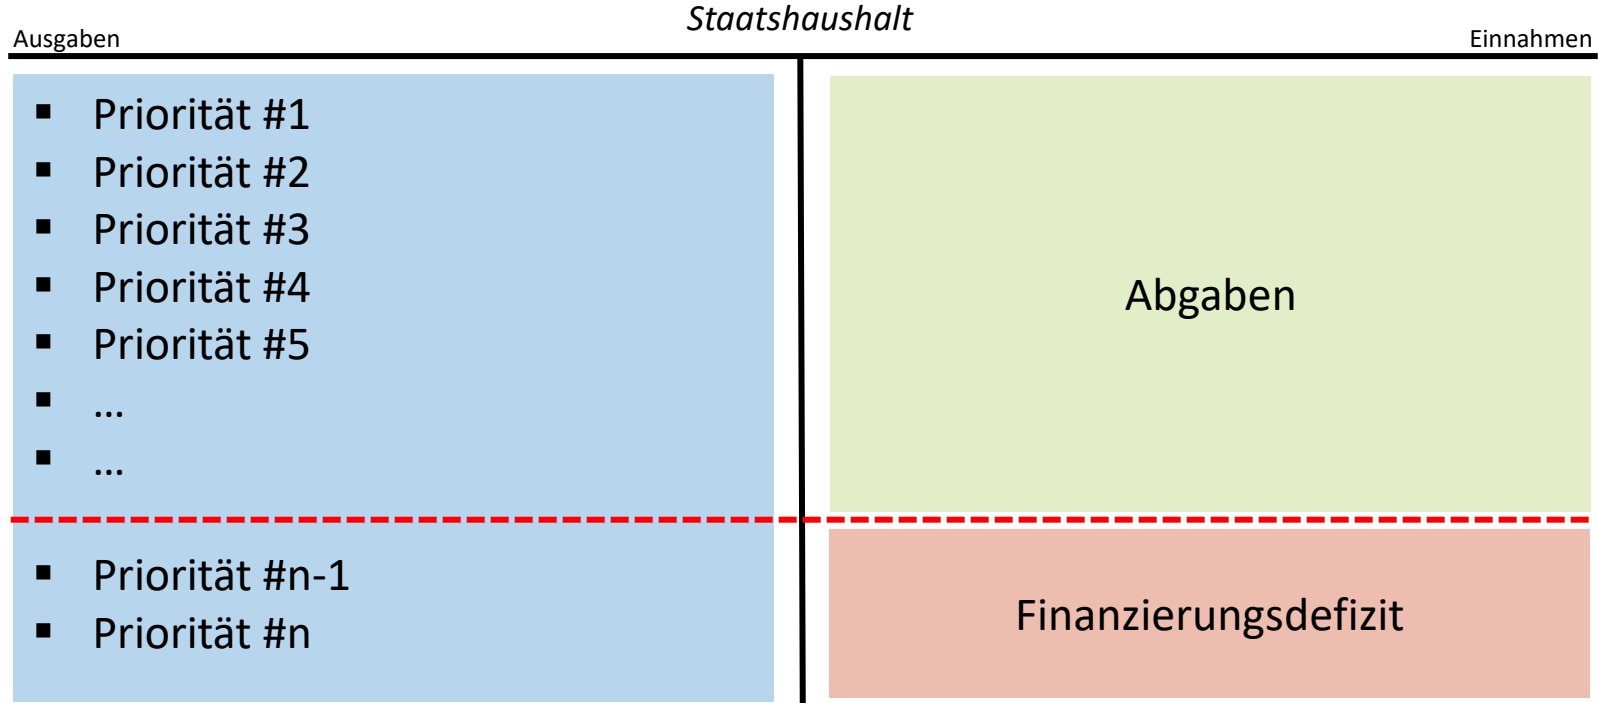 Staatshaushalt
Ausgaben
Einnahmen
▪ Priorität #1
▪ Priorität #2
▪ Priorität #3
▪ Priorität #4
▪ Priorität #5
▪ …
▪ …
▪ Priorität #n-1
▪ Priorität #n
Abgaben
Finanzierungsdefizit